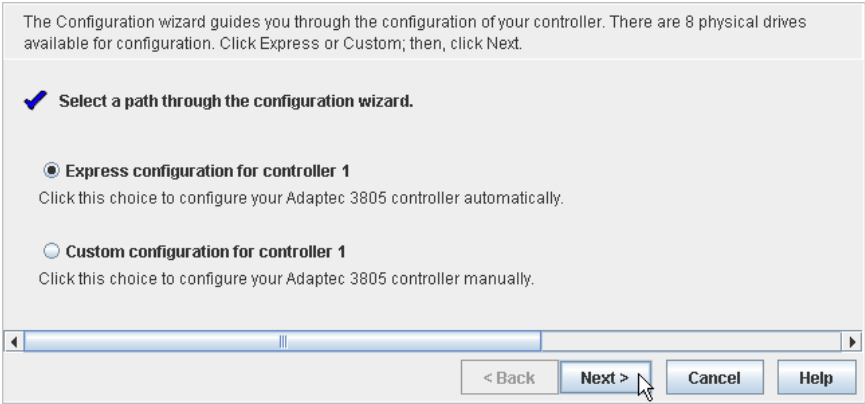 The Configuration wizard guides you through the configuration of your controller. There are 8 physical drives
available for configuration. Click Express or Custom; then, click Next.
Select a path through the configuration wizard.
Express configuration for controller 1
Click this choice to configure your Adaptec 3805 controller automatically.
Custom configuration for controller 1
Click this choice to configure your Adaptec 3805 controller manually.
< Back Next > Cancel Help